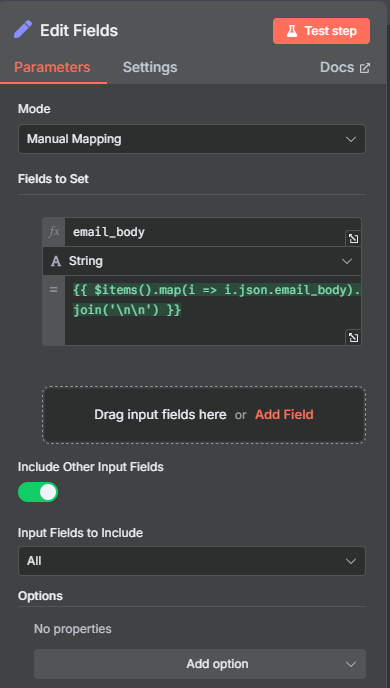 Edit Fields
Test step
Parameters
Settings
Docs
Mode
Manual Mapping
Fields to Set
fx
email_body
A String
=
{{ $items().map(i => i.json.email_body).
join('\n\n') }}
Drag input fields here or Add Field
Include Other Input Fields
Input Fields to Include
All
Options
No properties
Add option